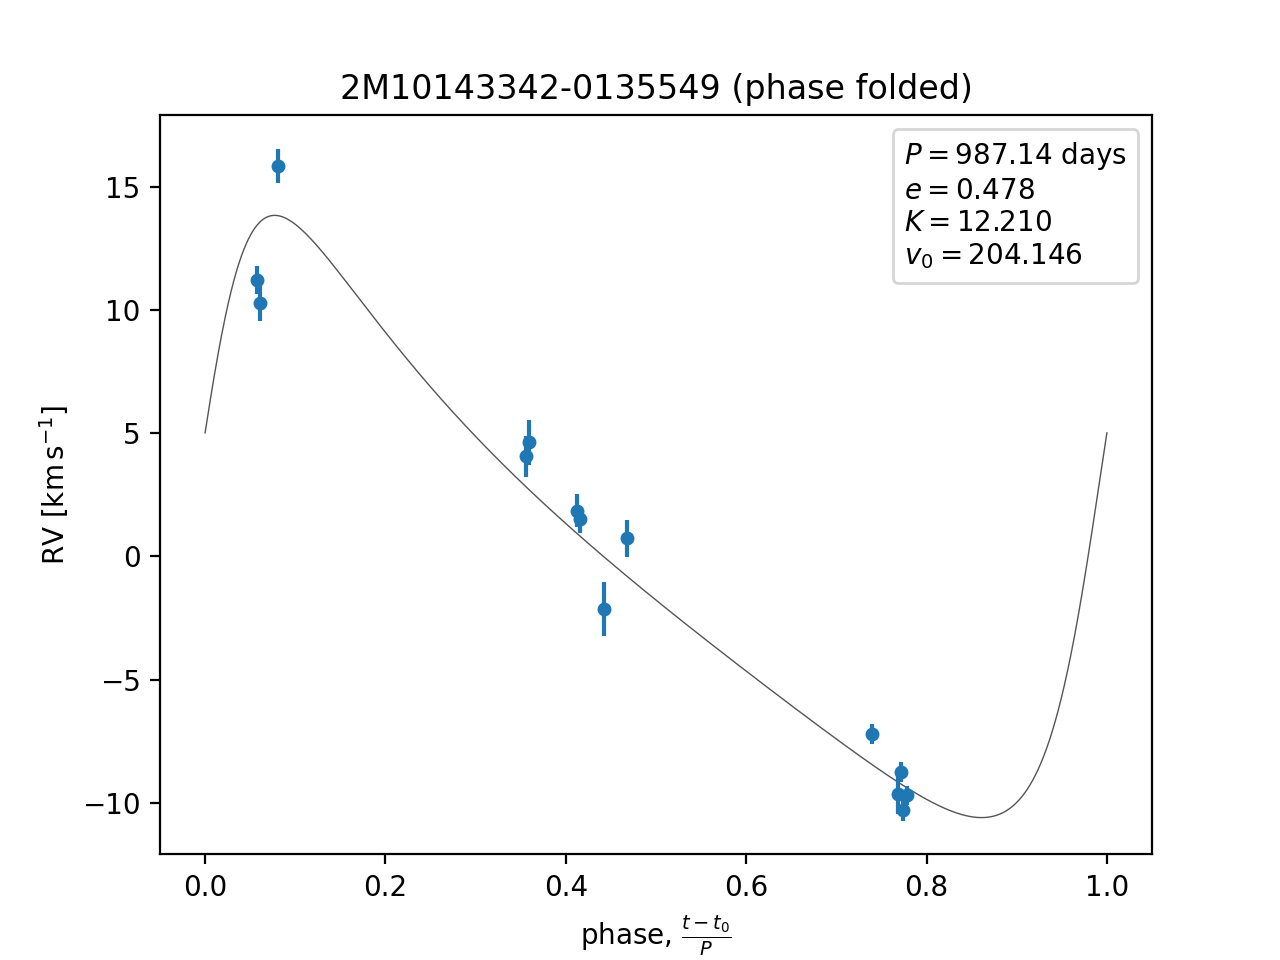 2M10143342-0135549 (phase folded)
P = 987.14 days
e = 0.478
K = 12.210
v₀ = 204.146
RV [km s⁻¹]
15
10
5
0
−5
−10
0.0 0.2 0.4 0.6 0.8 1.0
phase, (t − t₀)/P